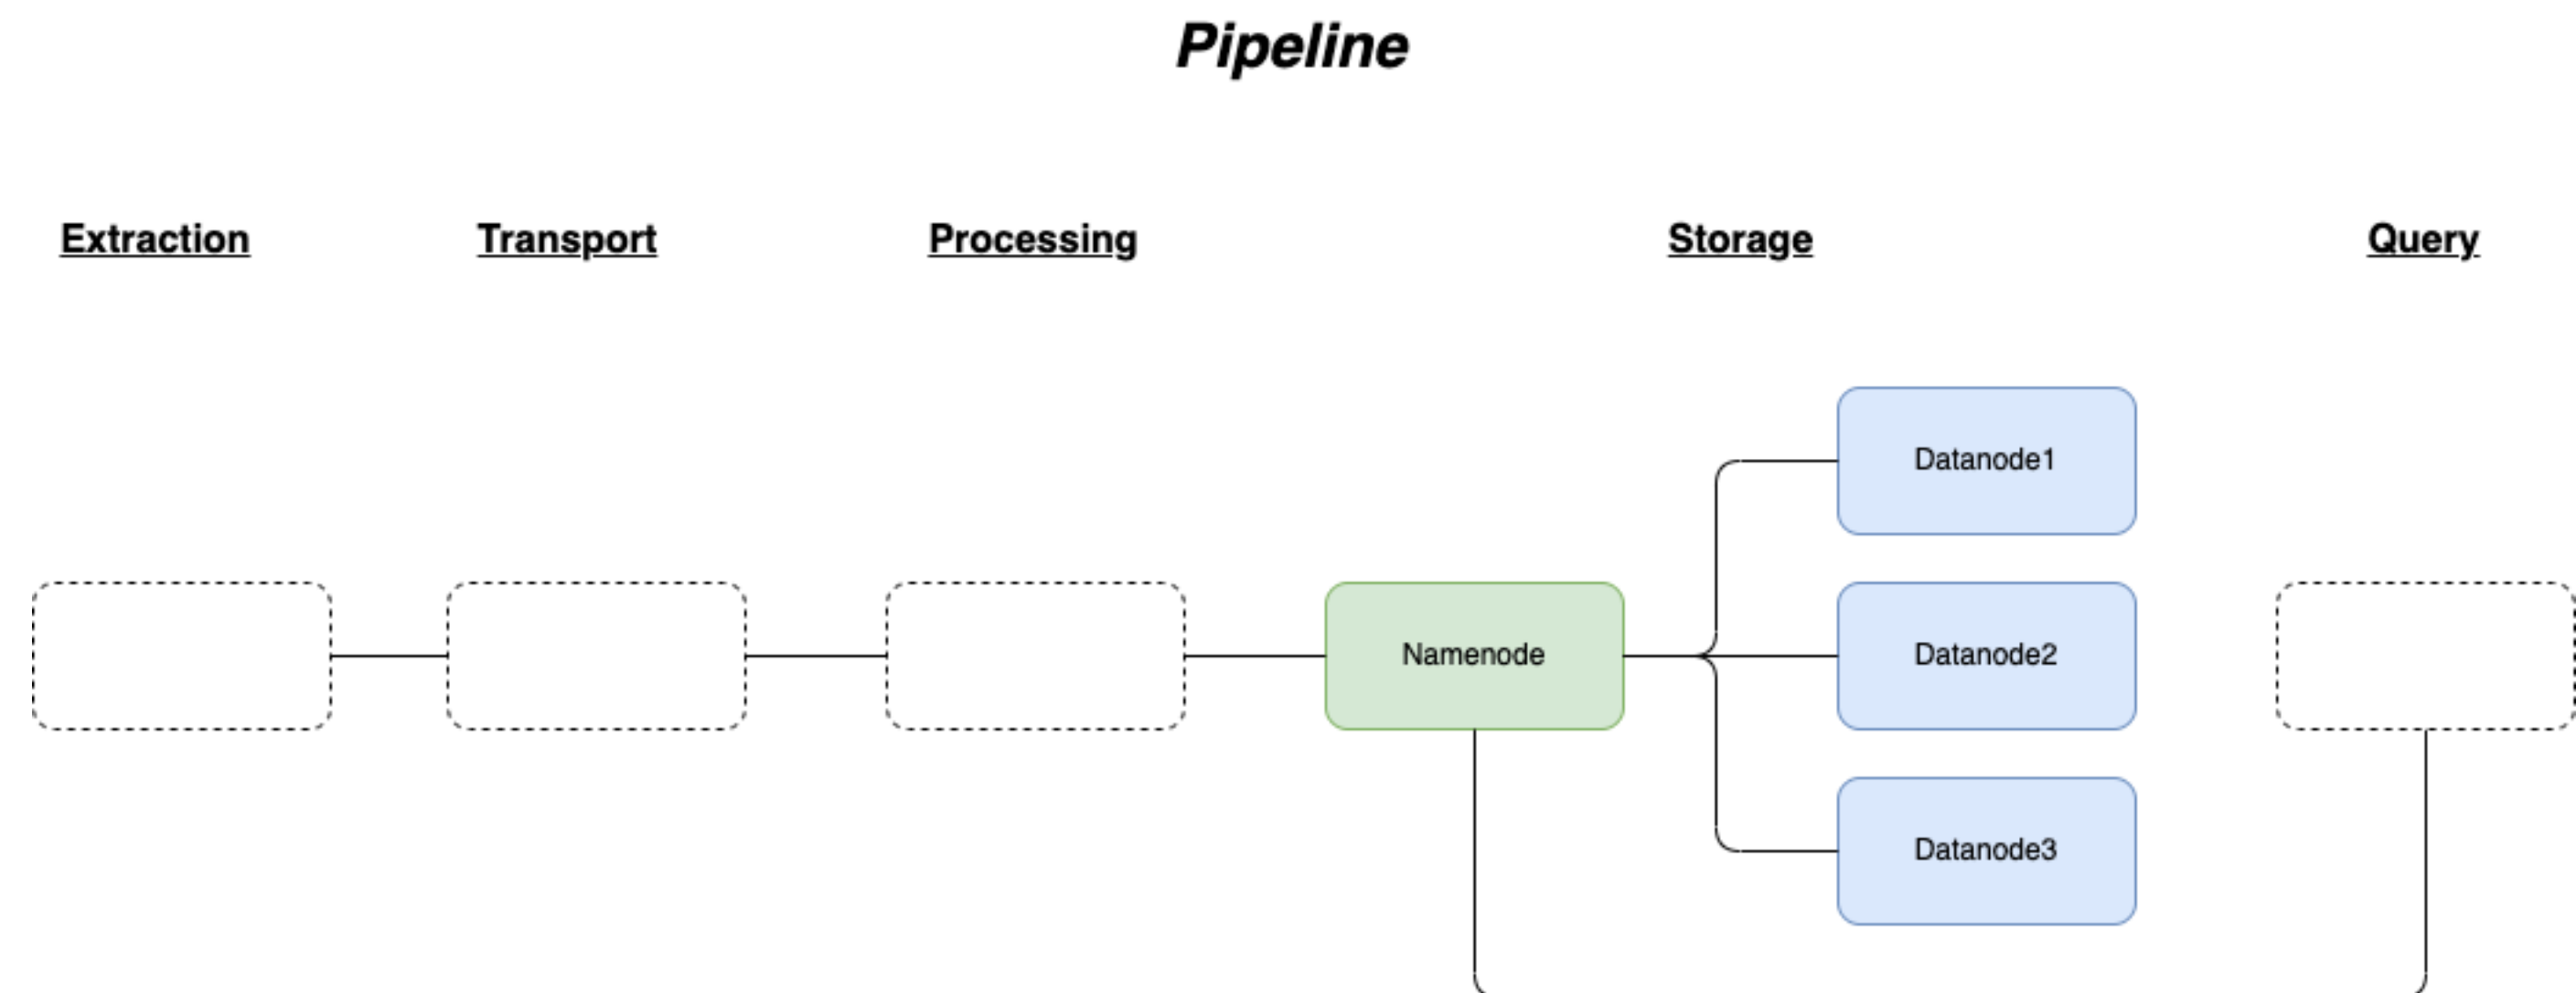 Pipeline
Extraction
Transport
Processing
Storage
Query
Datanode1
Namenode
Datanode2
Datanode3